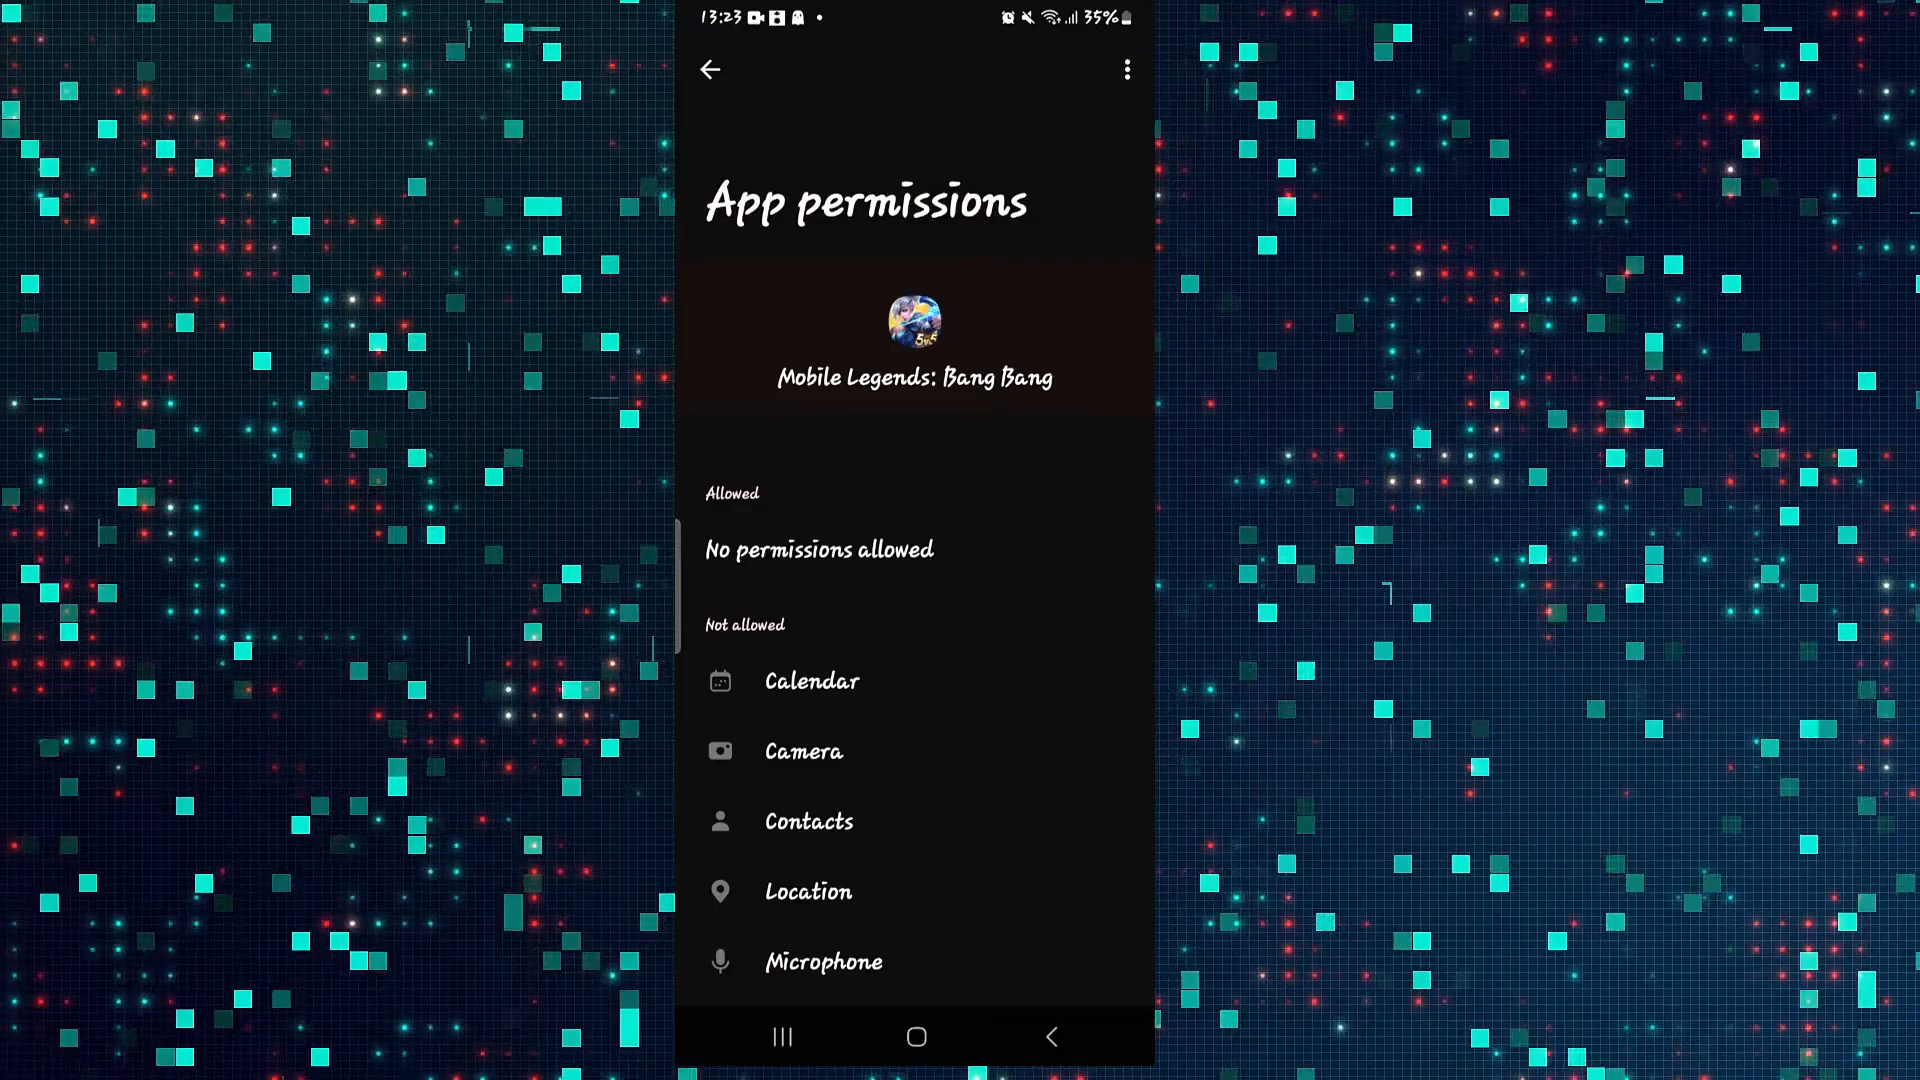 13:23 35%
App permissions
5v5
Mobile Legends: Bang Bang
Allowed
No permissions allowed
Not allowed
Calendar
Camera
Contacts
Location
Microphone